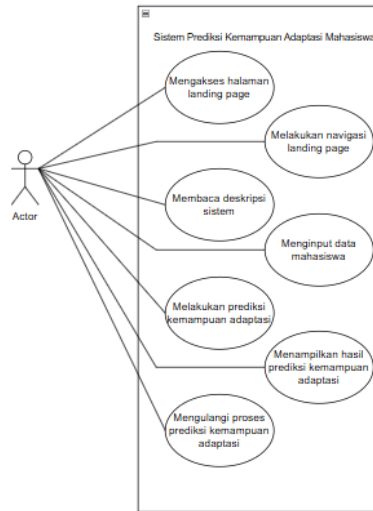 Sistem Prediksi Kemampuan Adaptasi Mahasiswa
Mengakses halaman
landing page
Melakukan navigasi
landing page
Membaca deskripsi
sistem
Actor
Menginput data
mahasiswa
Melakukan prediksi
kemampuan adaptasi
Menampilkan hasil
prediksi kemampuan
adaptasi
Mengulangi proses
prediksi kemampuan
adaptasi